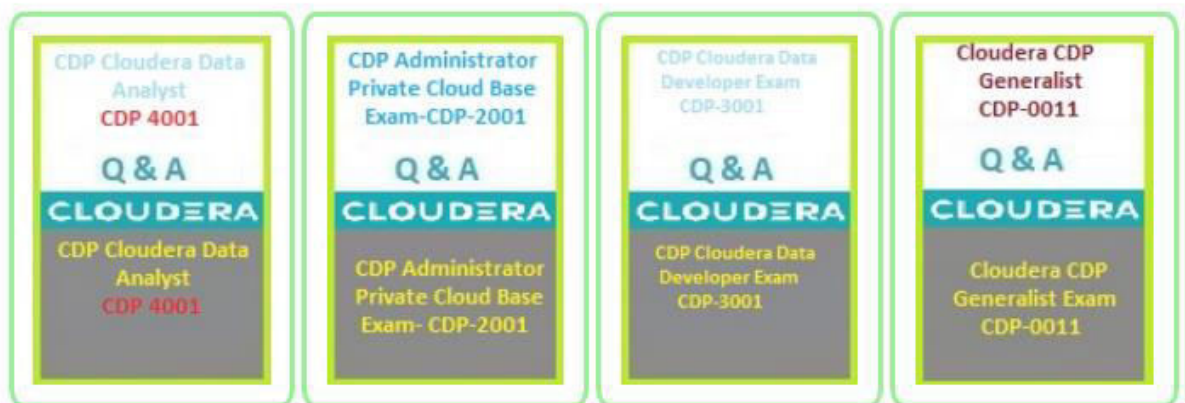 CDP Cloudera Data
Analyst
CDP 4001
Q & A
CLOUDERA
CDP Cloudera Data
Analyst
CDP 4001
CDP Administrator
Private Cloud Base
Exam-CDP-2001
Q & A
CLOUDERA
CDP Administrator
Private Cloud Base
Exam- CDP-2001
CDP Cloudera Data
Developer Exam
CDP-3001
Q & A
CLOUDERA
CDP Cloudera Data
Developer Exam
CDP-3001
Cloudera CDP
Generalist
CDP-0011
Q & A
CLOUDERA
Cloudera CDP
Generalist Exam
CDP-0011